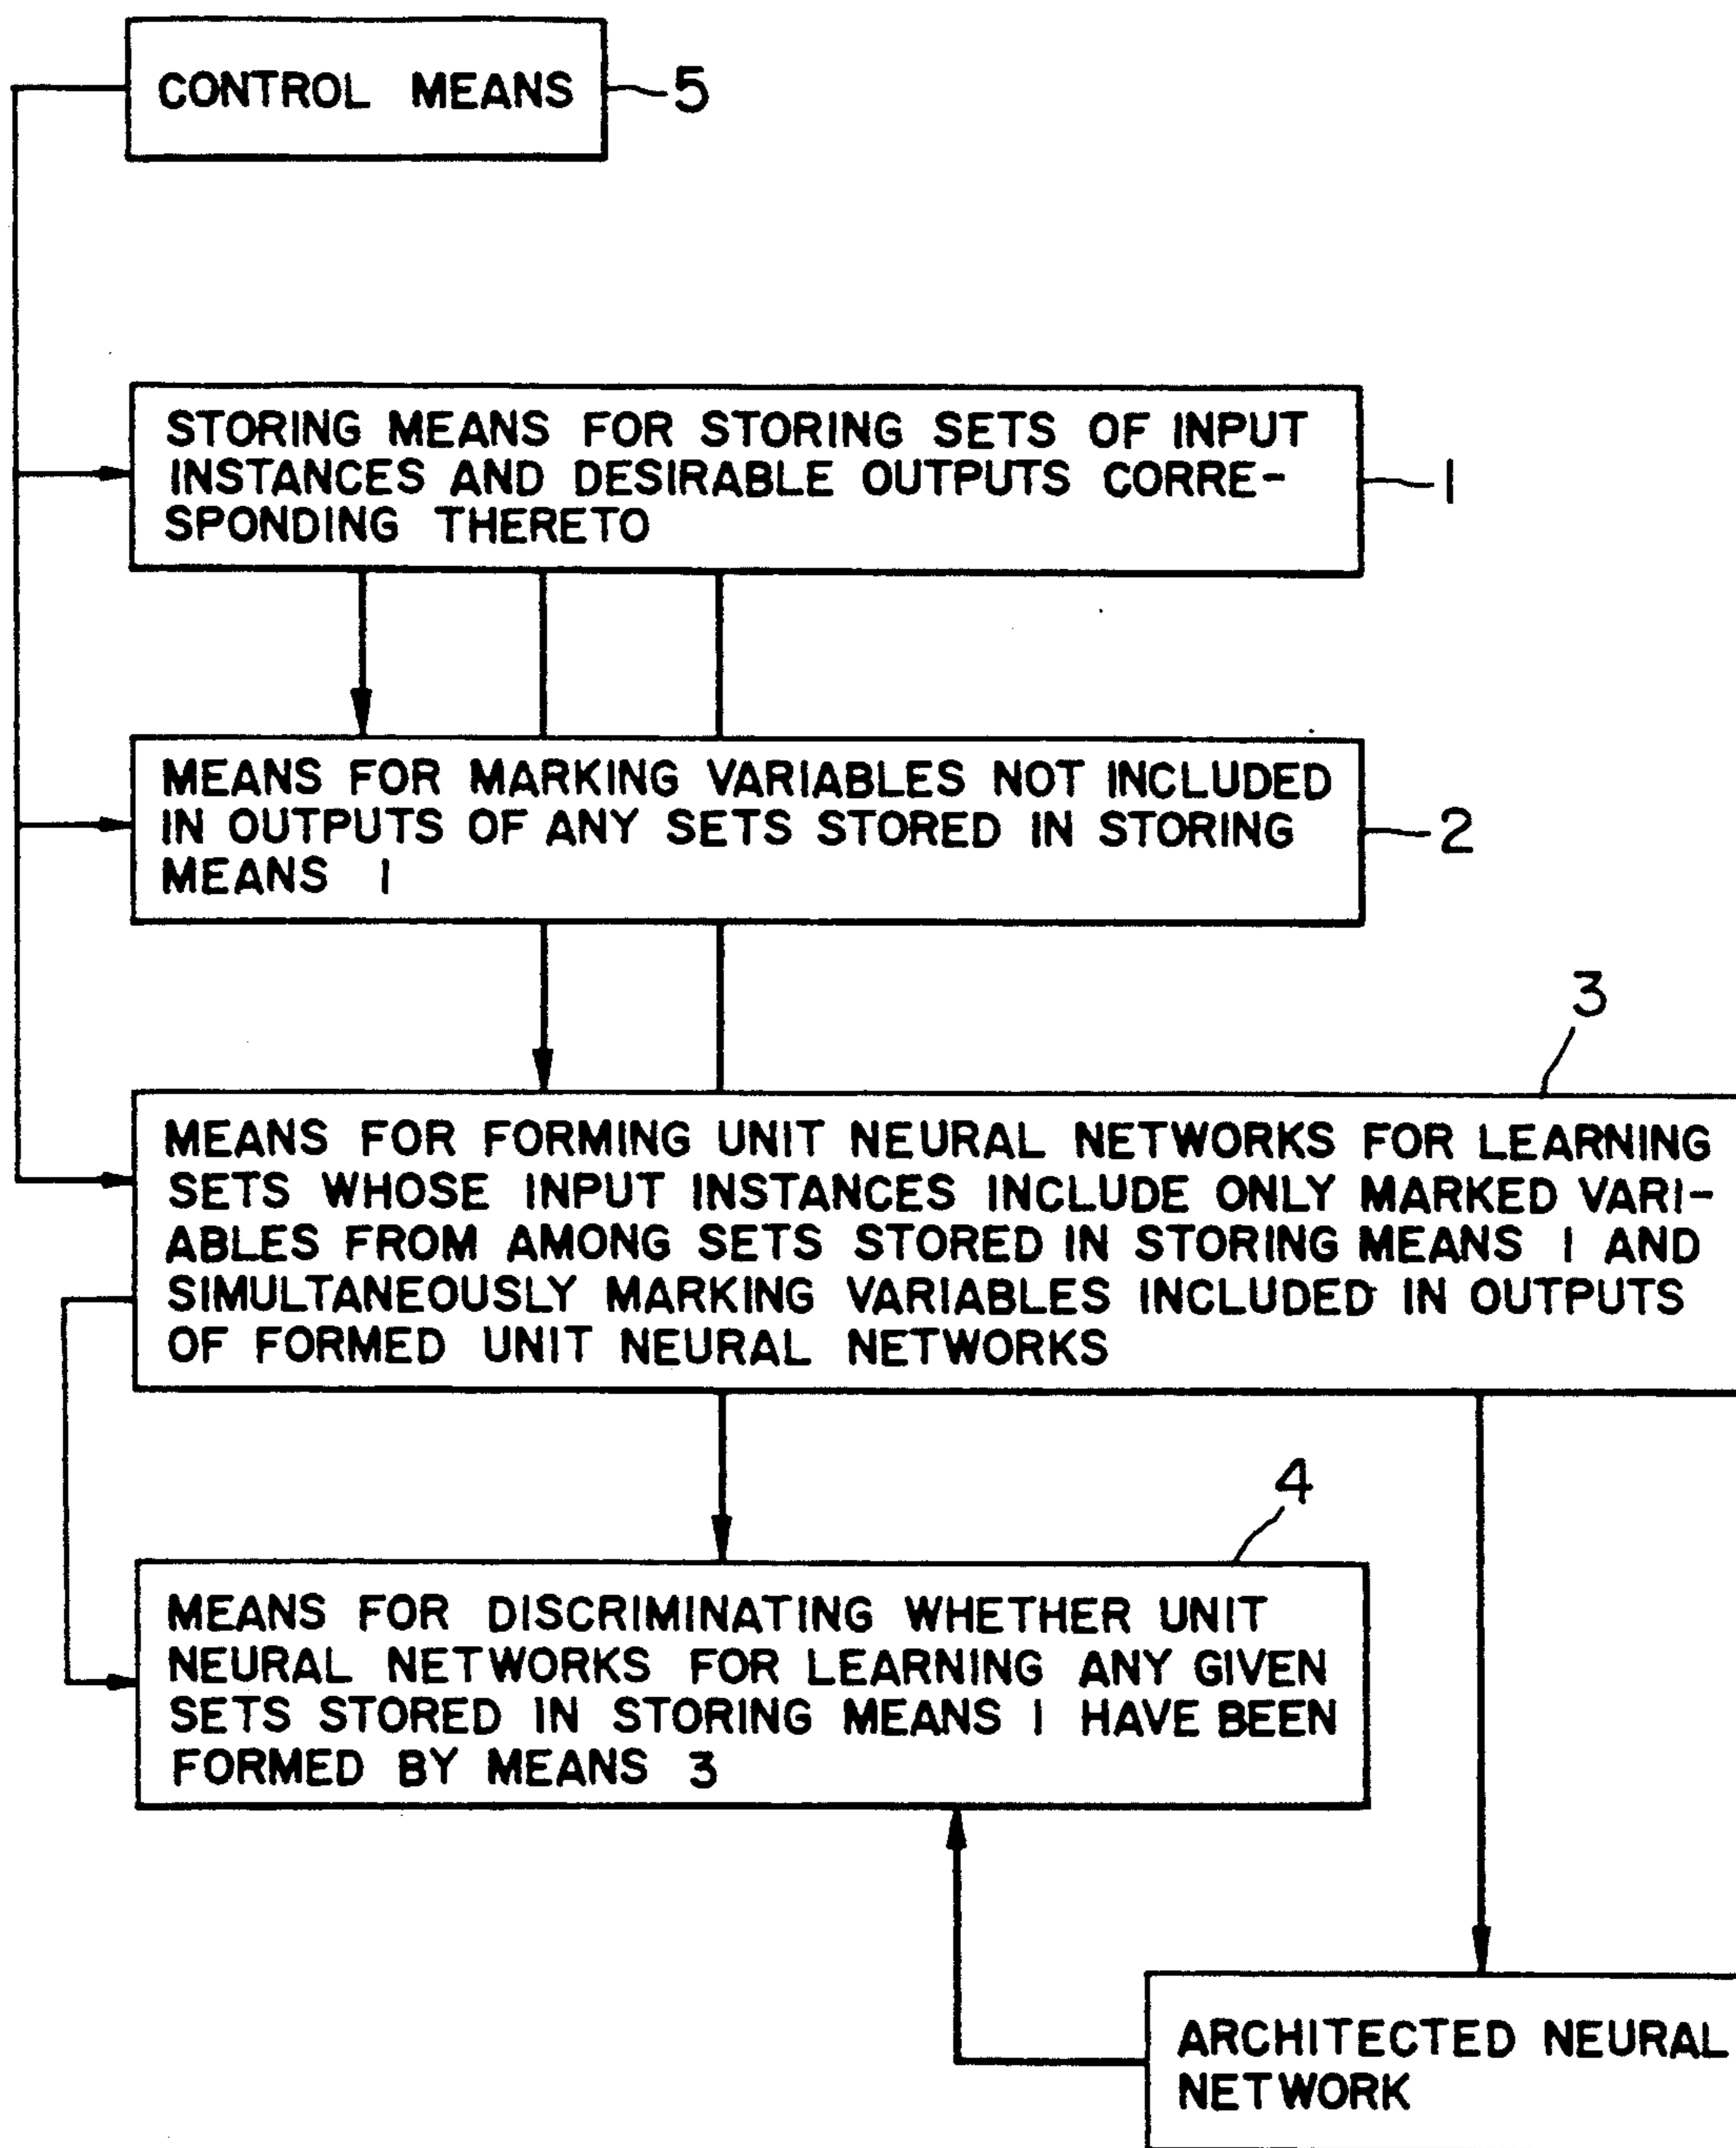 CONTROL MEANS
5
STORING MEANS FOR STORING SETS OF INPUT
INSTANCES AND DESIRABLE OUTPUTS CORRE-
SPONDING THERETO
1
MEANS FOR MARKING VARIABLES NOT INCLUDED
IN OUTPUTS OF ANY SETS STORED IN STORING
MEANS 1
2
3
MEANS FOR FORMING UNIT NEURAL NETWORKS FOR LEARNING
SETS WHOSE INPUT INSTANCES INCLUDE ONLY MARKED VARI-
ABLES FROM AMONG SETS STORED IN STORING MEANS 1 AND
SIMULTANEOUSLY MARKING VARIABLES INCLUDED IN OUTPUTS
OF FORMED UNIT NEURAL NETWORKS
4
MEANS FOR DISCRIMINATING WHETHER UNIT
NEURAL NETWORKS FOR LEARNING ANY GIVEN
SETS STORED IN STORING MEANS 1 HAVE BEEN
FORMED BY MEANS 3
ARCHITECTED NEURAL
NETWORK